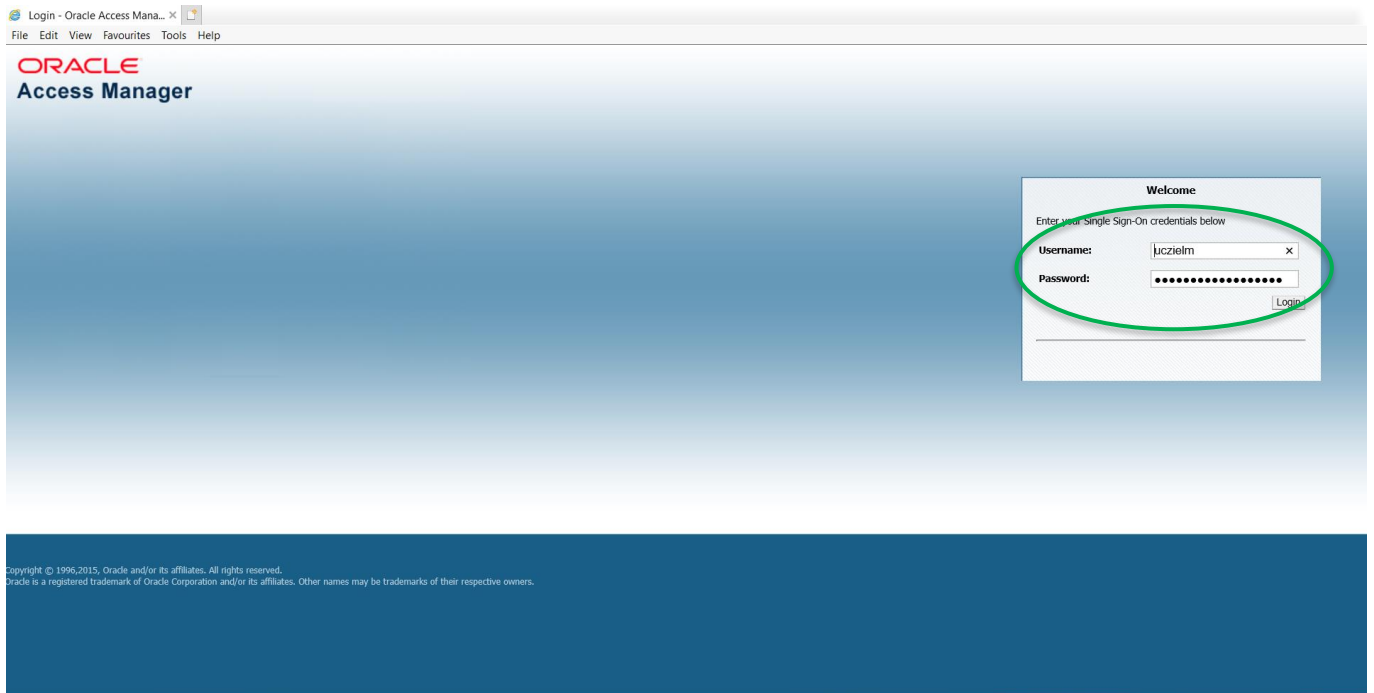 Login - Oracle Access Mana...
File Edit View Favourites Tools Help
ORACLE
Access Manager
Welcome
Enter your Single Sign-On credentials below
Username: uczielm
Password: ••••••••••••••••••
Login
Copyright © 1996,2015, Oracle and/or its affiliates. All rights reserved.
Oracle is a registered trademark of Oracle Corporation and/or its affiliates. Other names may be trademarks of their respective owners.